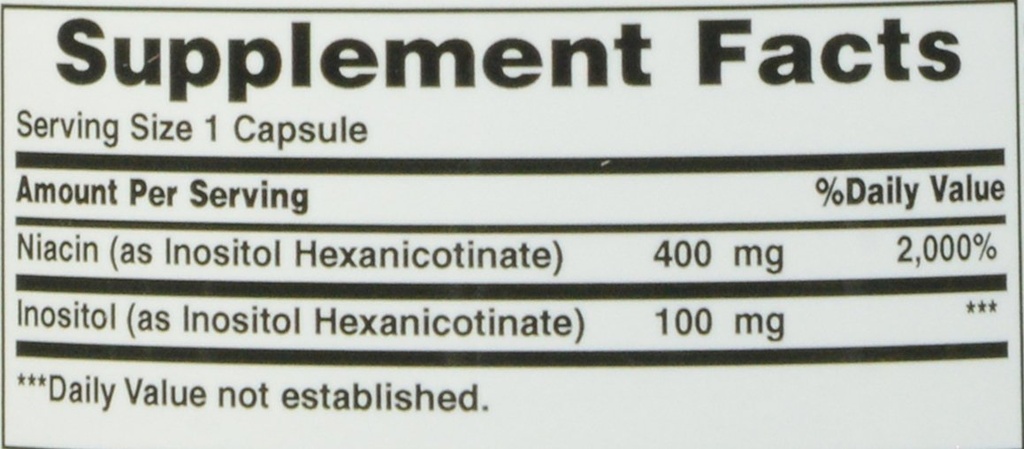 Supplement Facts
Serving Size 1 Capsule
Amount Per Serving %Daily Value
Niacin (as Inositol Hexanicotinate) 400 mg 2,000%
Inositol (as Inositol Hexanicotinate) 100 mg ***
***Daily Value not established.